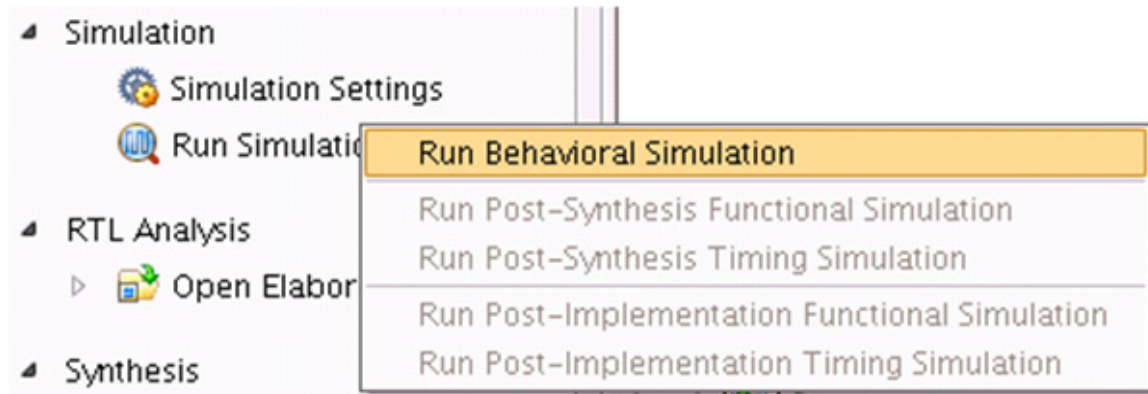 Simulation
Simulation Settings
Run Simulatio
Run Behavioral Simulation
Run Post-Synthesis Functional Simulation
RTL Analysis
Run Post-Synthesis Timing Simulation
Open Elabor
Run Post-Implementation Functional Simulation
Synthesis
Run Post-Implementation Timing Simulation